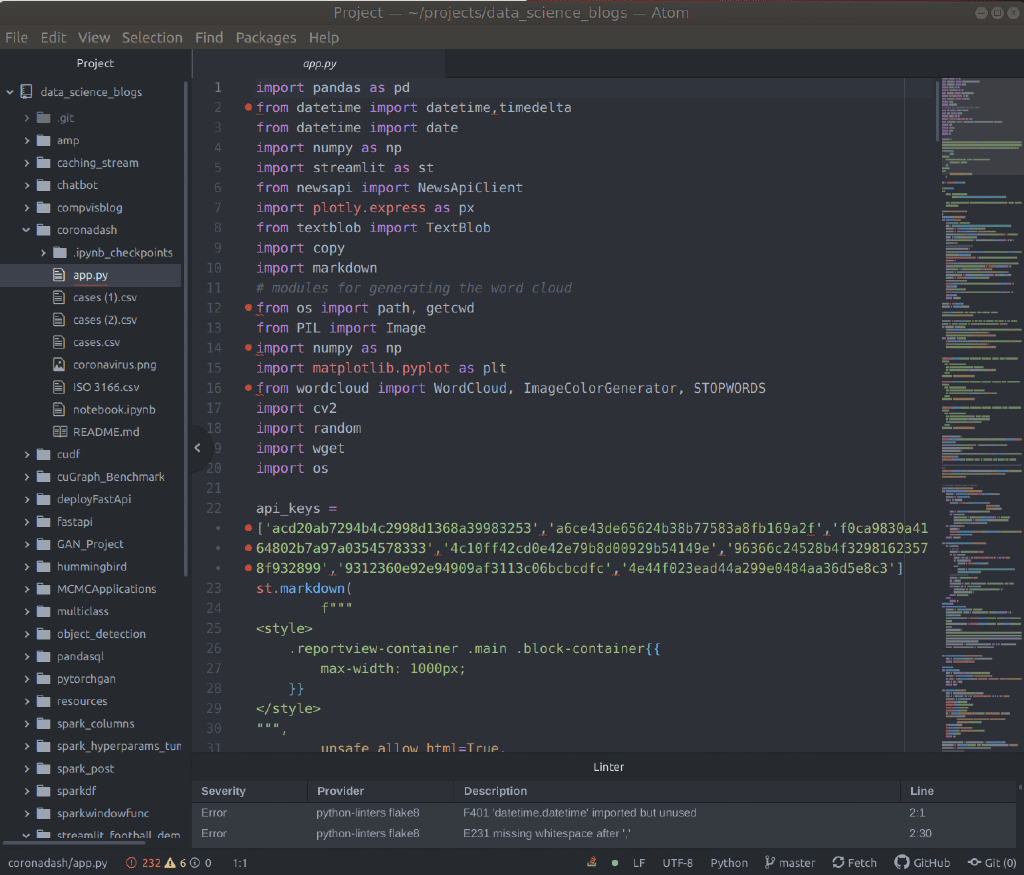 Project — ~/projects/data_science_blogs — Atom
File Edit View Selection Find Packages Help
Project
data_science_blogs
.git
amp
caching_stream
chatbot
compvisblog
coronadash
.ipynb_checkpoints
app.py
cases (1).csv
cases (2).csv
cases.csv
coronavirus.png
ISO 3166.csv
notebook.ipynb
README.md
cudf
cuGraph_Benchmark
deployFastApi
fastapi
GAN_Project
hummingbird
MCMCApplications
multiclass
object_detection
pandasql
pytorchgan
resources
spark_columns
spark_hyperparams_tun
spark_post
sparkdf
sparkwindowfunc
streamlit_football_dem
app.py
1 import pandas as pd
2 from datetime import datetime,timedelta
3 from datetime import date
4 import numpy as np
5 import streamlit as st
6 from newsapi import NewsApiClient
7 import plotly.express as px
8 from textblob import TextBlob
9 import copy
10 import markdown
11 # modules for generating the word cloud
12 from os import path, getcwd
13 from PIL import Image
14 import numpy as np
15 import matplotlib.pyplot as plt
16 from wordcloud import WordCloud, ImageColorGenerator, STOPWORDS
17 import cv2
18 import random
19 import wget
20 import os
21
22 api_keys =
['acd20ab7294b4c2998d1368a39983253','a6ce43de65624b38b77583a8fb169a2f','f0ca9830a41
64802b7a97a0354578333','4c10ff42cd0e42e79b8d00929b54149e','96366c24528b4f3298162357
8f932899','9312360e92e94909af3113c06bcbcdfc','4e44f023ead44a299e0484aa36d5e8c3']
23 st.markdown(
24 f"""
25 <style>
26 .reportview-container .main .block-container{{
27 max-width: 1000px;
28 }}
29 </style>
30 """,
31 unsafe_allow_html=True,
Linter
Severity Provider Description Line
Error python-linters flake8 F401 'datetime.datetime' imported but unused 2:1
Error python-linters flake8 E231 missing whitespace after ',' 2:30
coronadash/app.py 232 6 0 1:1 LF UTF-8 Python master Fetch GitHub Git (0)